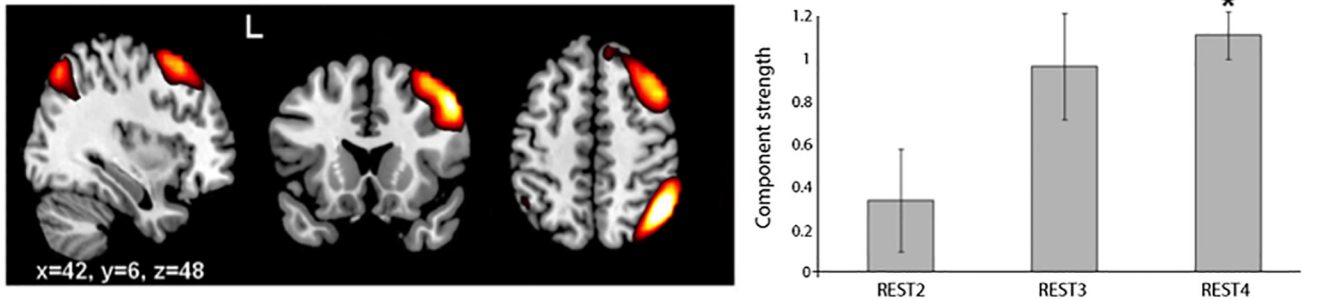 L
x=42, y=6, z=48
Component strength
*
1.2
1
0.8
0.6
0.4
0.2
0
REST2 REST3 REST4